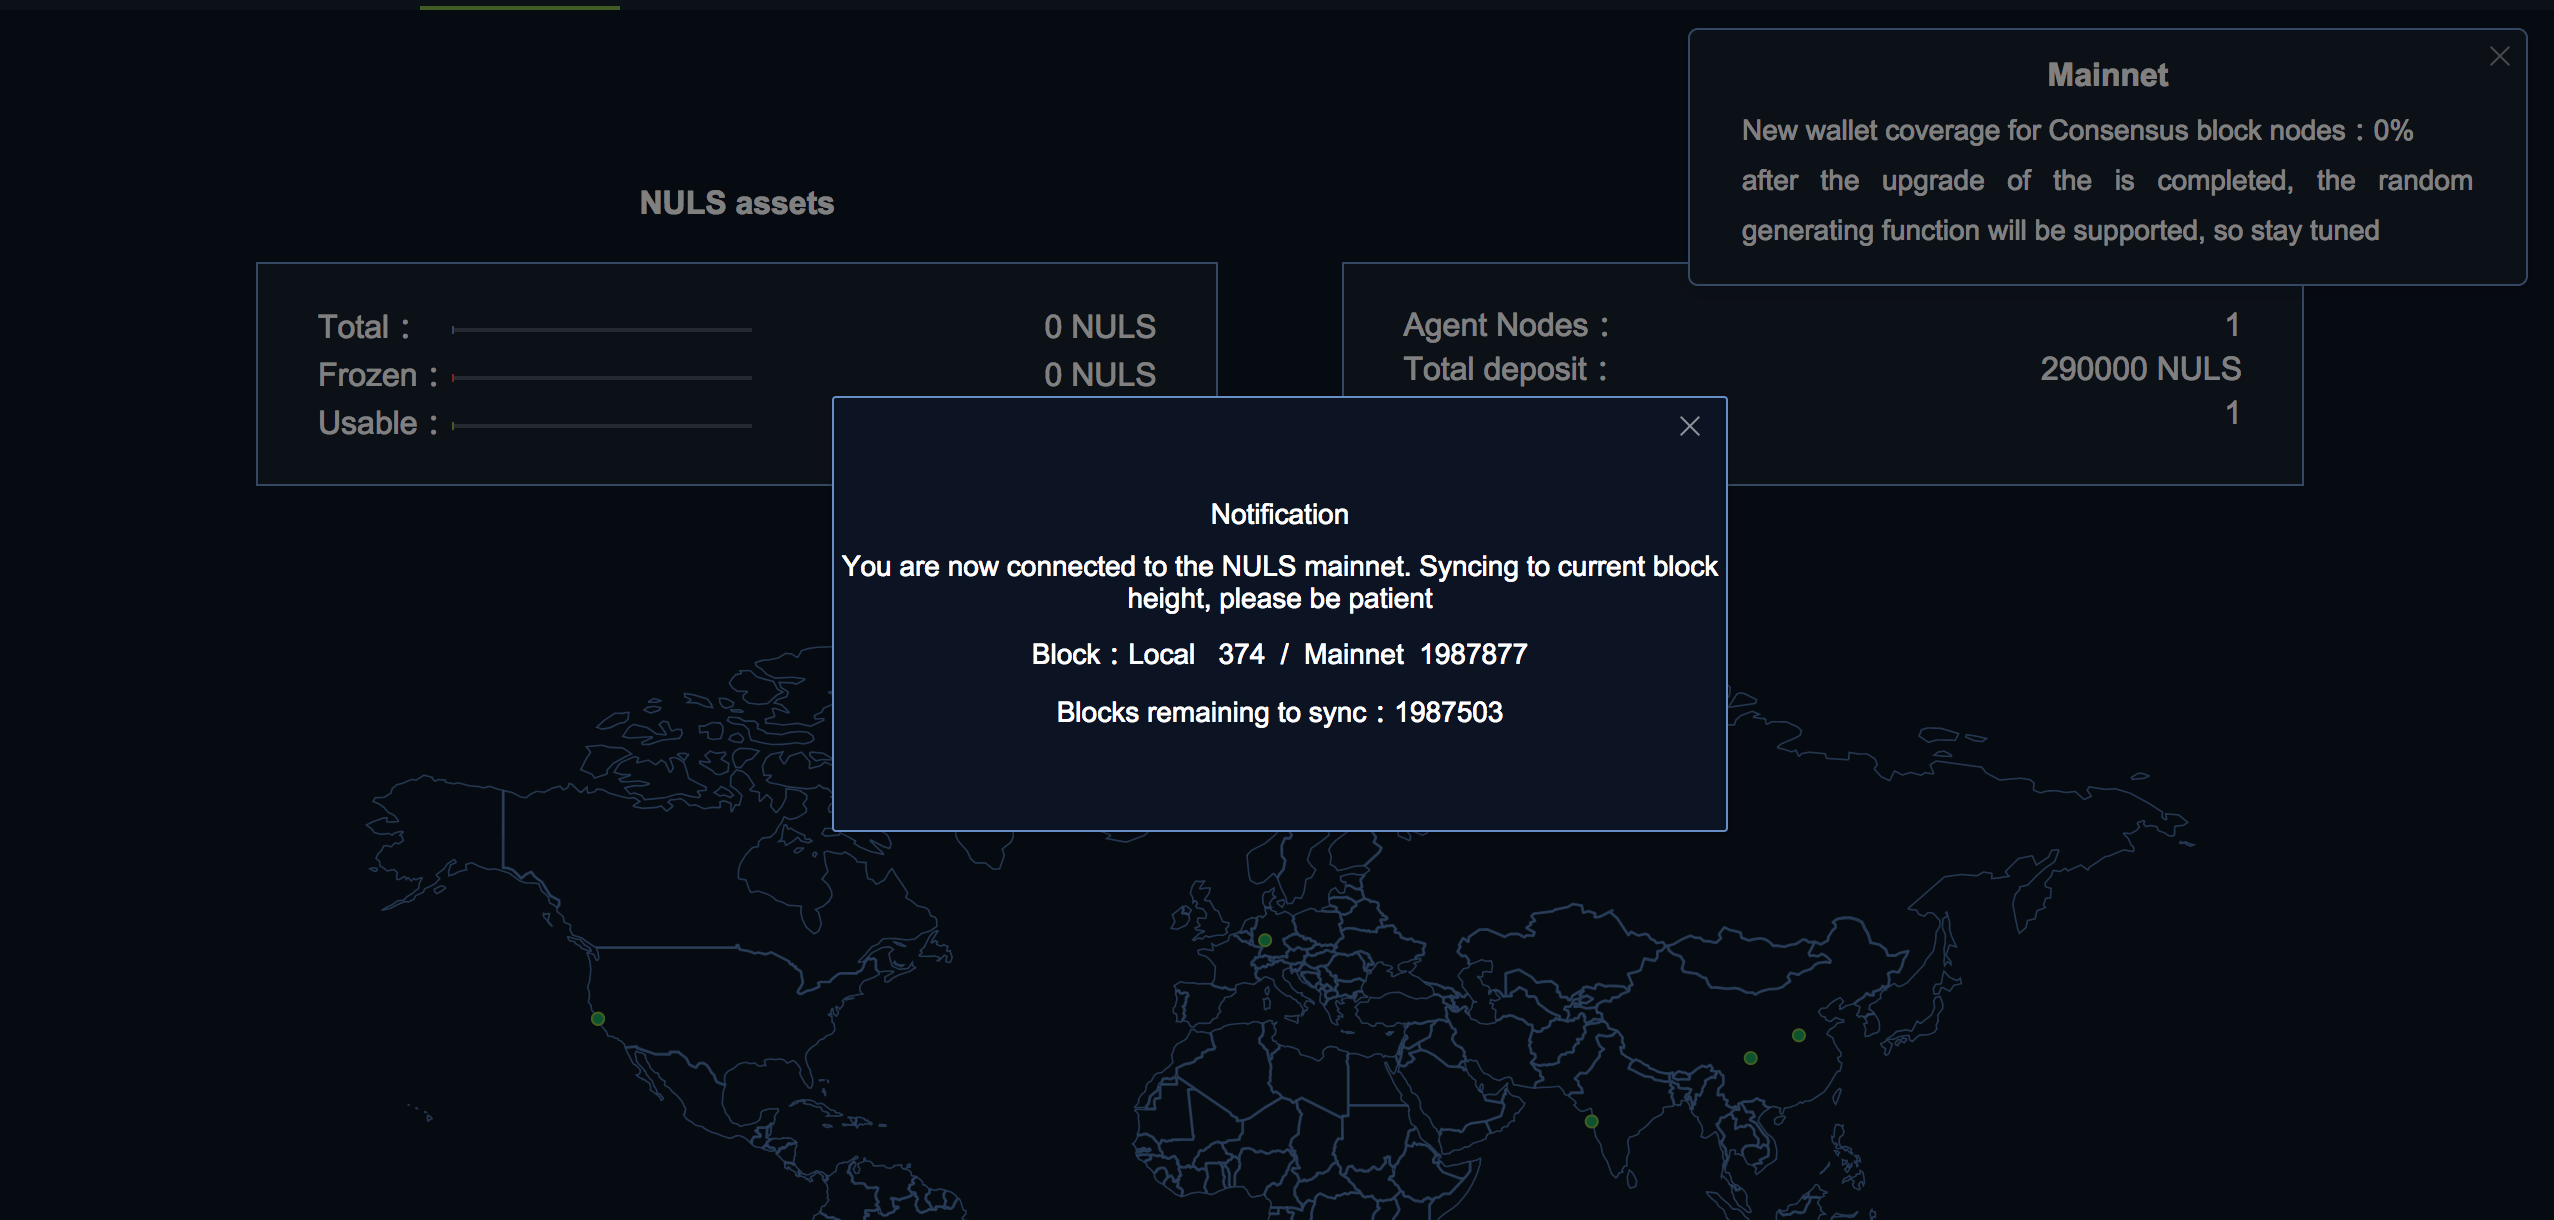 Mainnet
New wallet coverage for Consensus block nodes：0%
after the upgrade of the is completed, the random
generating function will be supported, so stay tuned
NULS assets
Total： 0 NULS
Frozen： 0 NULS
Usable：
Agent Nodes： 1
Total deposit： 290000 NULS
1
Notification
You are now connected to the NULS mainnet. Syncing to current block
height, please be patient
Block：Local 374 / Mainnet 1987877
Blocks remaining to sync：1987503